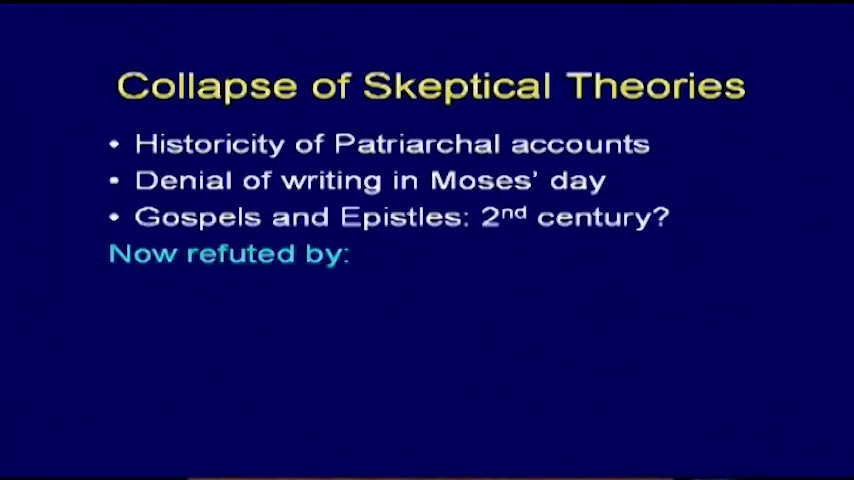 Collapse of Skeptical Theories
• Historicity of Patriarchal accounts
• Denial of writing in Moses' day
• Gospels and Epistles: 2nd century?
Now refuted by: